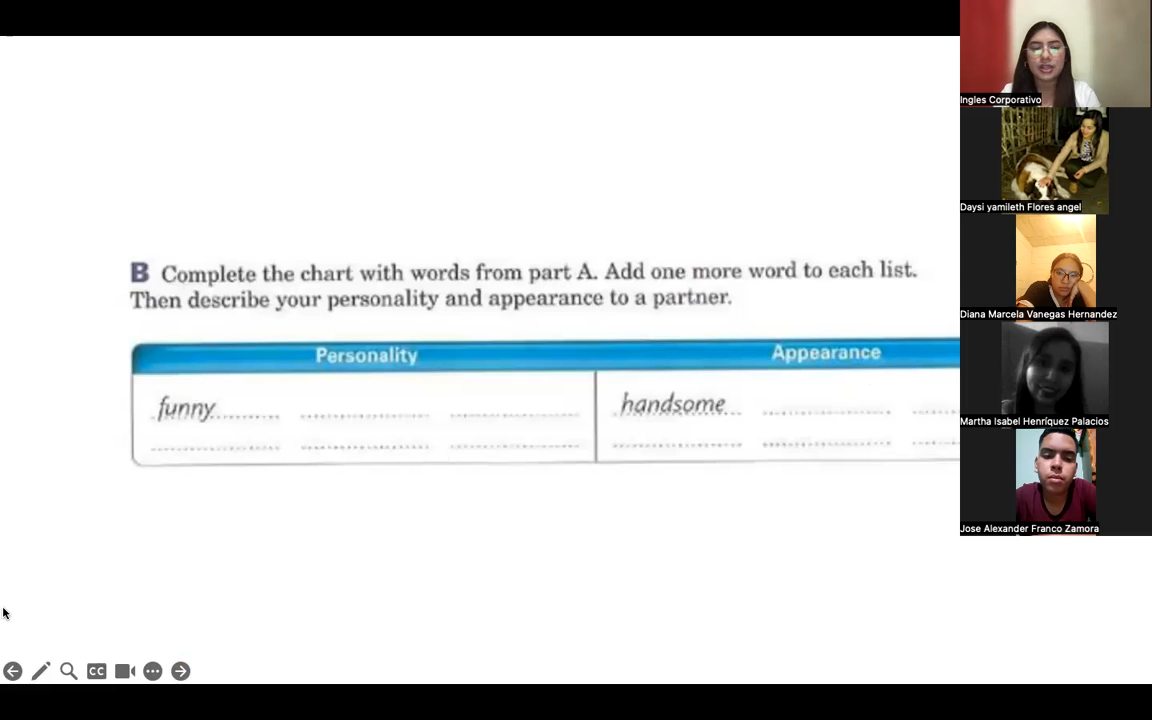 B Complete the chart with words from part A. Add one more word to each list.
Then describe your personality and appearance to a partner.
Personality
Appearance
funny
handsome
CC
Ingles Corporativo
Daysi yamileth Flores angel
Diana Marcela Vanegas Hernandez
Martha Isabel Henríquez Palacios
Jose Alexander Franco Zamora